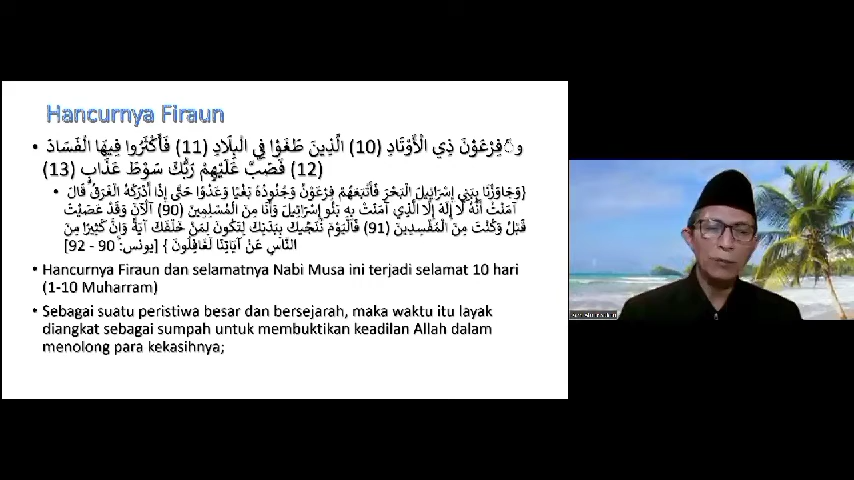 Hancurnya Firaun
• وَفِرْعَوْنَ ذِي الْأَوْتَادِ (10) الَّذِينَ طَغَوْا فِي الْبِلَادِ (11) فَأَكْثَرُوا فِيهَا الْفَسَادَ
(12) فَصَبَّ عَلَيْهِمْ رَبُّكَ سَوْطَ عَذَابٍ (13)
• {وَجَاوَزْنَا بِبَنِي إِسْرَائِيلَ الْبَحْرَ فَأَتْبَعَهُمْ فِرْعَوْنُ وَجُنُودُهُ بَغْيًا وَعَدْوًا حَتَّى إِذَا أَدْرَكَهُ الْغَرَقُ قَالَ
آمَنْتُ أَنَّهُ لَا إِلَهَ إِلَّا الَّذِي آمَنَتْ بِهِ بَنُو إِسْرَائِيلَ وَأَنَا مِنَ الْمُسْلِمِينَ (90) آلْآنَ وَقَدْ عَصَيْتَ
قَبْلُ وَكُنْتَ مِنَ الْمُفْسِدِينَ (91) فَالْيَوْمَ نُنَجِّيكَ بِبَدَنِكَ لِتَكُونَ لِمَنْ خَلْفَكَ آيَةً وَإِنَّ كَثِيرًا مِنَ
النَّاسِ عَنْ آيَاتِنَا لَغَافِلُونَ } [يونس: 90 - 92]
• Hancurnya Firaun dan selamatnya Nabi Musa ini terjadi selamat 10 hari
(1-10 Muharram)
• Sebagai suatu peristiwa besar dan bersejarah, maka waktu itu layak
diangkat sebagai sumpah untuk membuktikan keadilan Allah dalam
menolong para kekasihnya;